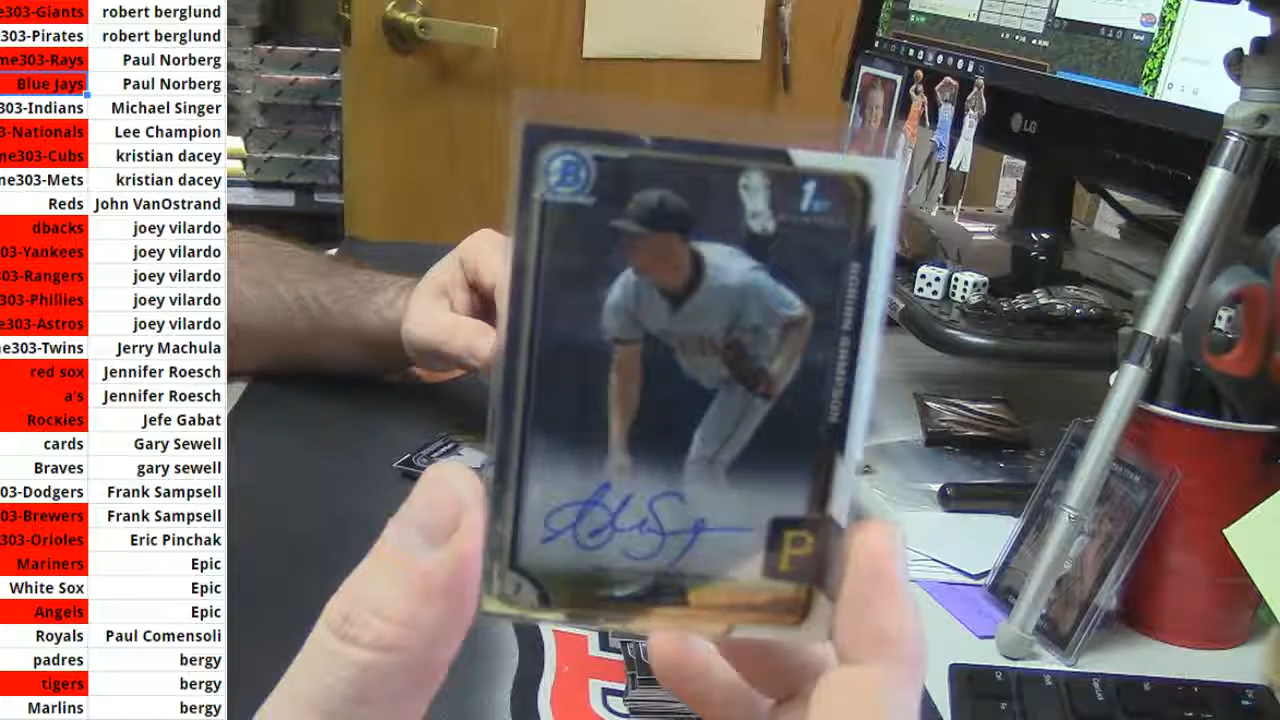 e303-Giants robert berglund
303-Pirates robert berglund
me303-Rays Paul Norberg
Blue Jays Paul Norberg
03-Indians Michael Singer
3-Nationals Lee Champion
me303-Cubs kristian dacey
ne303-Mets kristian dacey
Reds John VanOstrand
dbacks joey vilardo
03-Yankees joey vilardo
03-Rangers joey vilardo
303-Phillies joey vilardo
e303-Astros joey vilardo
ne303-Twins Jerry Machula
red sox Jennifer Roesch
a's Jennifer Roesch
Rockies Jefe Gabat
cards Gary Sewell
Braves gary sewell
03-Dodgers Frank Sampsell
03-Brewers Frank Sampsell
03-Orioles Eric Pinchak
Mariners Epic
White Sox Epic
Angels Epic
Royals Paul Comensoli
padres bergy
tigers bergy
Marlins bergy
B
1st
P
LG